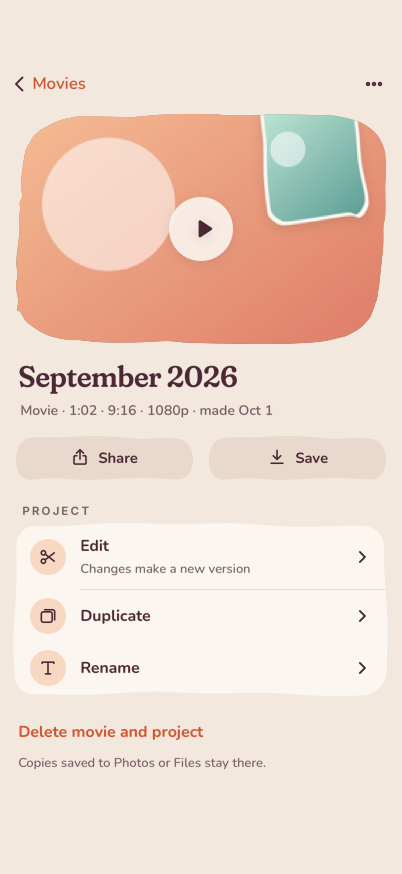 Movies
September 2026
Movie · 1:02 · 9:16 · 1080p · made Oct 1
Share
Save
PROJECT
Edit
Changes make a new version
Duplicate
Rename
Delete movie and project
Copies saved to Photos or Files stay there.